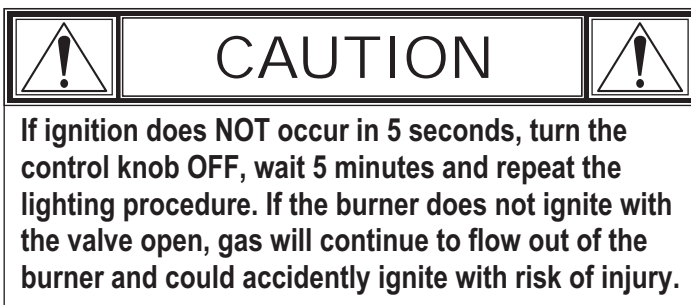 CAUTION
If ignition does NOT occur in 5 seconds, turn the
control knob OFF, wait 5 minutes and repeat the
lighting procedure. If the burner does not ignite with
the valve open, gas will continue to flow out of the
burner and could accidently ignite with risk of injury.